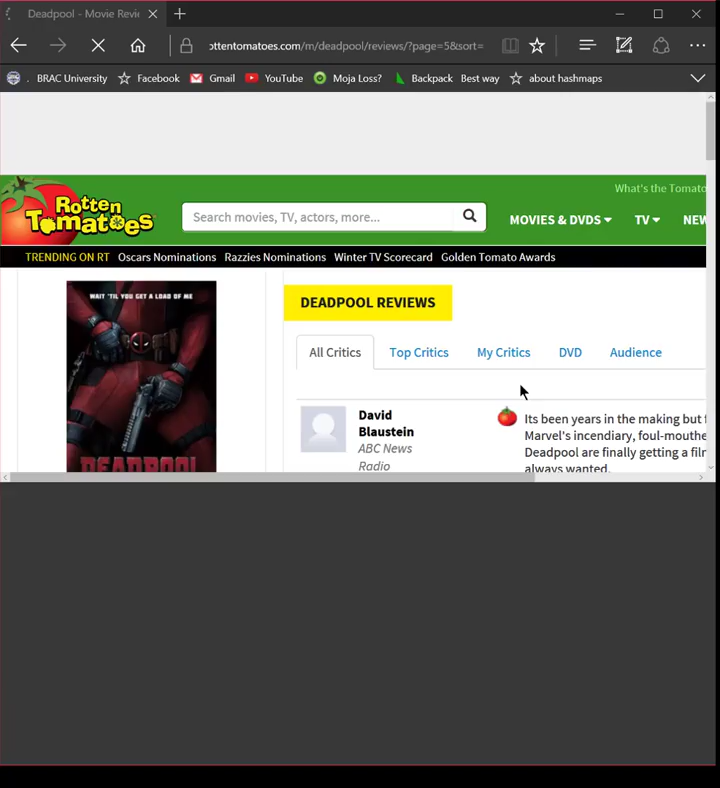 Deadpool - Movie Revi
ottentomatoes.com/m/deadpool/reviews/?page=5&sort=
BRAC University Facebook Gmail YouTube Moja Loss? Backpack Best way about hashmaps
What's the Tomato
Rotten
Tomatoes
Search movies, TV, actors, more...
MOVIES & DVDS TV NEW
TRENDING ON RT Oscars Nominations Razzies Nominations Winter TV Scorecard Golden Tomato Awards
WAIT 'TIL YOU GET A LOAD OF ME
DEADPOOL
DEADPOOL REVIEWS
All Critics Top Critics My Critics DVD Audience
David
Blaustein
ABC News
Radio
Its been years in the making but f
Marvel's incendiary, foul-mouthe
Deadpool are finally getting a film
always wanted.